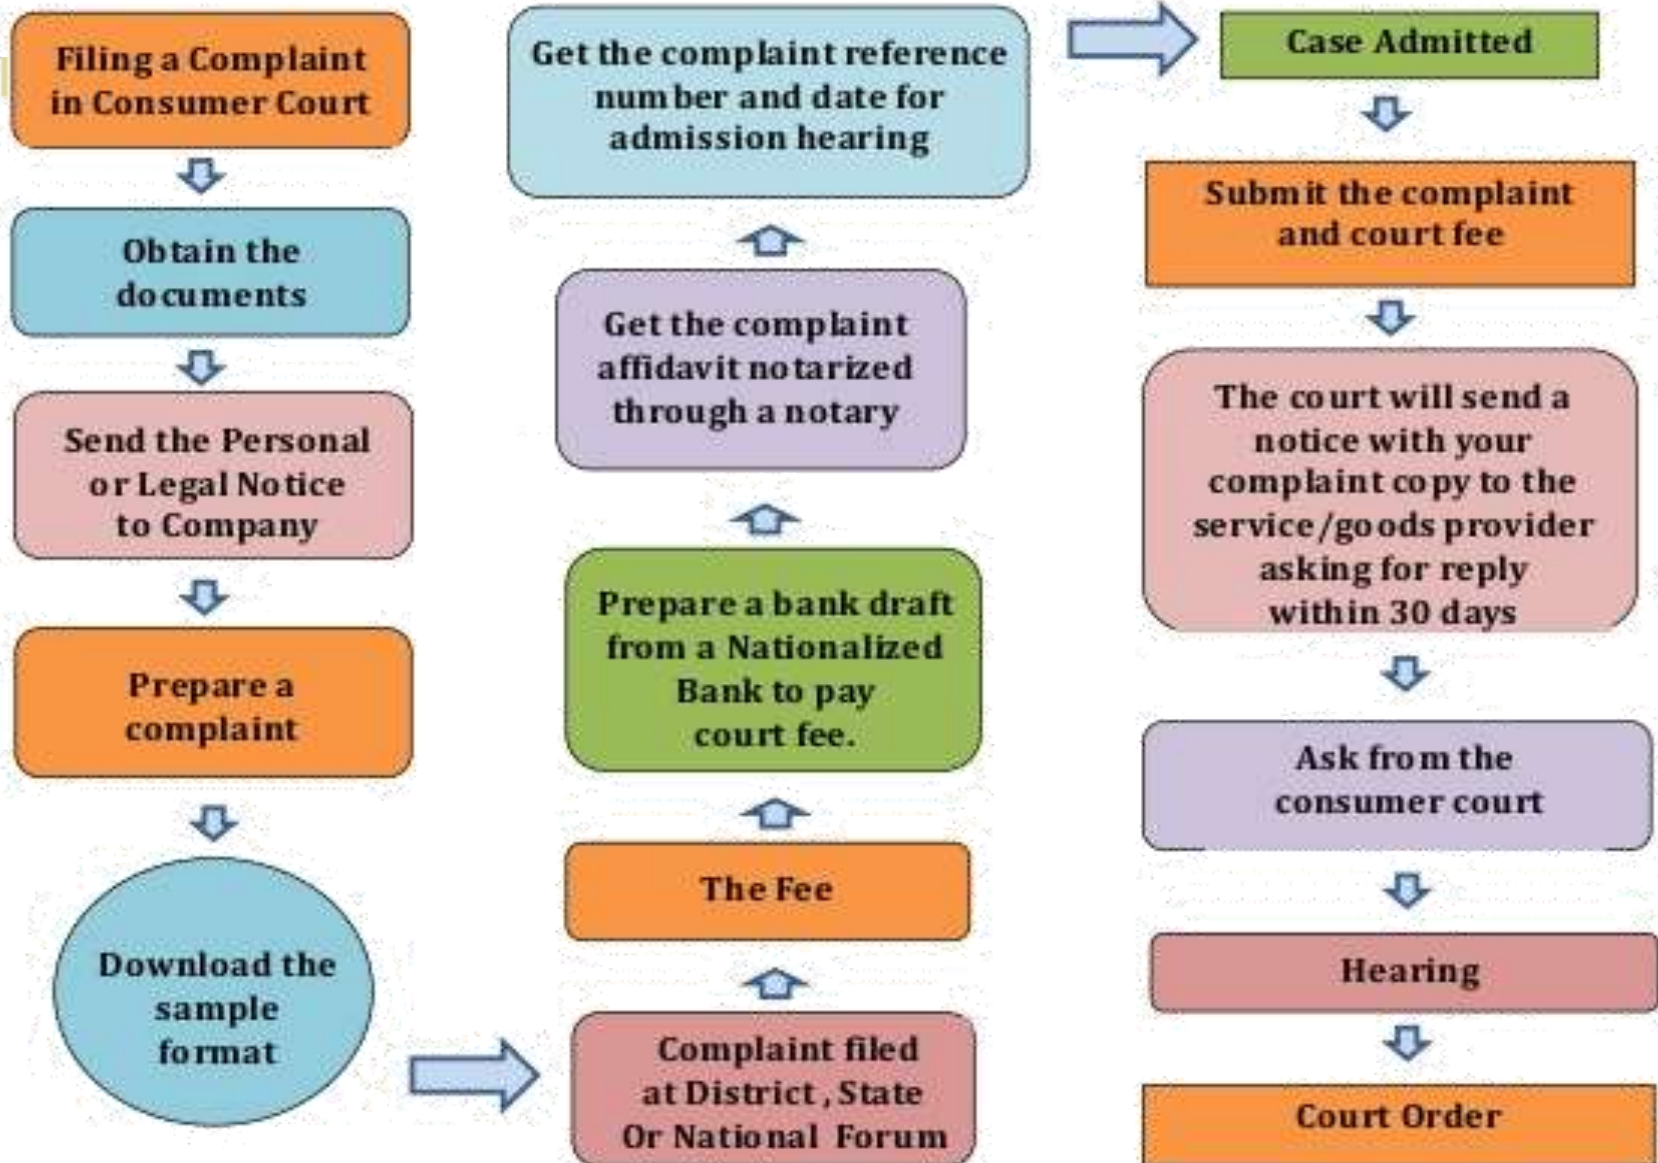 Filing a Complaint
in Consumer Court
Obtain the
documents
Send the Personal
or Legal Notice
to Company
Prepare a
complaint
Download the
sample
format
Complaint filed
at District , State
Or National Forum
The Fee
Prepare a bank draft
from a Nationalized
Bank to pay
court fee.
Get the complaint
affidavit notarized
through a notary
Get the complaint reference
number and date for
admission hearing
Case Admitted
Submit the complaint
and court fee
The court will send a
notice with your
complaint copy to the
service/goods provider
asking for reply
within 30 days
Ask from the
consumer court
Hearing
Court Order